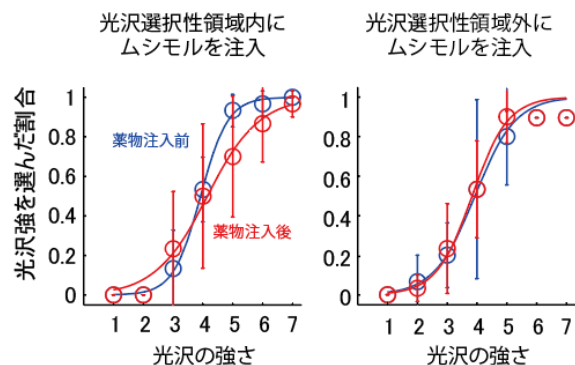 光沢選択性領域内に
ムシモルを注入
光沢選択性領域外に
ムシモルを注入
光沢強を選んだ割合
1
0.8
0.6
0.4
0.2
0
薬物注入前
薬物注入後
1 2 3 4 5 6 7
光沢の強さ
1
0.8
0.6
0.4
0.2
0
1 2 3 4 5 6 7
光沢の強さ